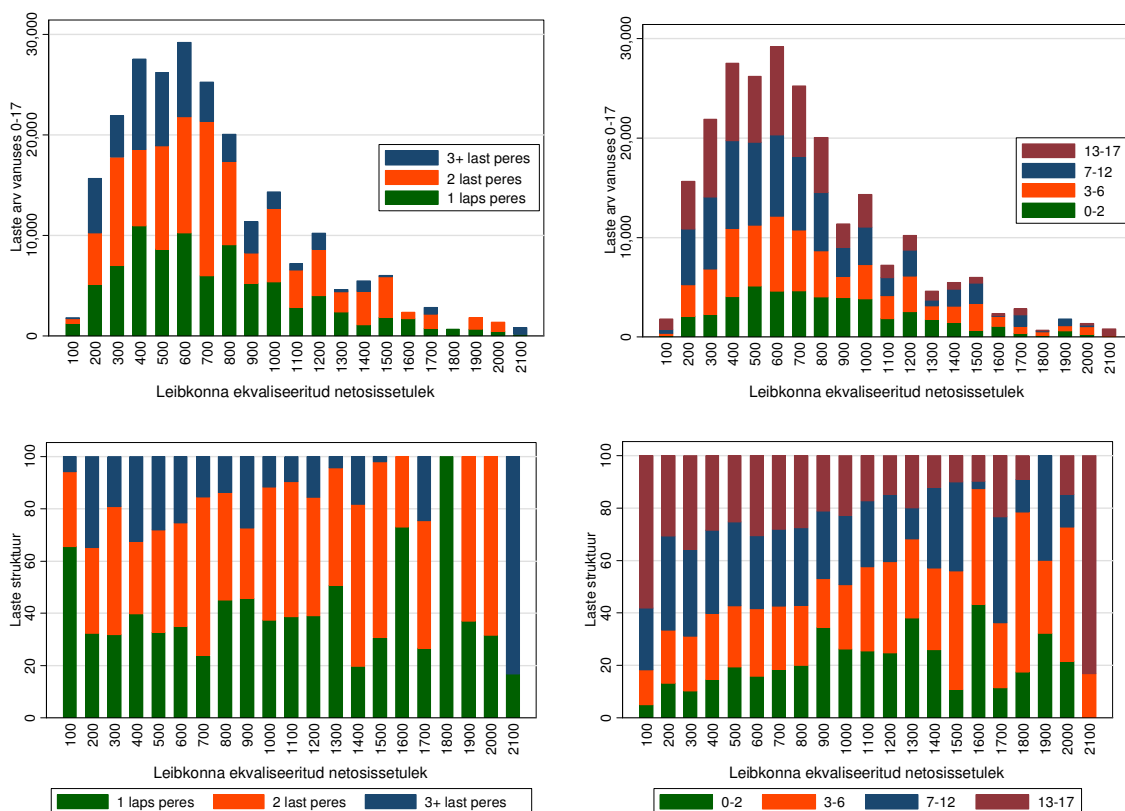 30,000
20,000
10,000
0
Laste arv vanuses 0-17
3+ last peres
2 last peres
1 laps peres
100 200 300 400 500 600 700 800 900 1000 1100 1200 1300 1400 1500 1600 1700 1800 1900 2000 2100
Leibkonna ekvaliseeritud netosissetulek
30,000
20,000
10,000
0
Laste arv vanuses 0-17
13-17
7-12
3-6
0-2
100 200 300 400 500 600 700 800 900 1000 1100 1200 1300 1400 1500 1600 1700 1800 1900 2000 2100
Leibkonna ekvaliseeritud netosissetulek
100
80
60
40
20
0
Laste struktuur
100 200 300 400 500 600 700 800 900 1000 1100 1200 1300 1400 1500 1600 1700 1800 1900 2000 2100
Leibkonna ekvaliseeritud netosissetulek
1 laps peres 2 last peres 3+ last peres
100
80
60
40
20
0
Laste struktuur
100 200 300 400 500 600 700 800 900 1000 1100 1200 1300 1400 1500 1600 1700 1800 1900 2000 2100
Leibkonna ekvaliseeritud netosissetulek
0-2 3-6 7-12 13-17